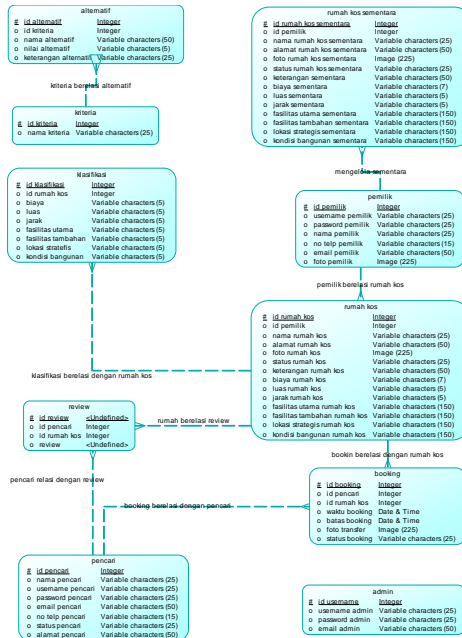 alternatif
# id alternatif Integer
o id kriteria Integer
o nama alternatif Variable characters (50)
o nilai alternatif Variable characters (5)
o keterangan alternatif Variable characters (25)
kriteria berelasi alternatif
kriteria
# id kriteria Integer
o nama kriteria Variable characters (25)
rumah kos sementara
# id rumah kos sementara Integer
o id pemilik Integer
o nama rumah kos sementara Variable characters (25)
o alamat rumah kos sementara Variable characters (50)
o foto rumah kos sementara Image (225)
o status rumah kos sementara Variable characters (25)
o keterangan sementara Variable characters (50)
o biaya sementara Variable characters (7)
o luas sementara Variable characters (5)
o jarak sementara Variable characters (5)
o fasilitas utama sementara Variable characters (150)
o fasilitas tambahan sementara Variable characters (150)
o lokasi strategis sementara Variable characters (150)
o kondisi bangunan sementara Variable characters (150)
mengelola sementara
klasifikasi
# id klasifikasi Integer
o id rumah kos Integer
o biaya Variable characters (5)
o luas Variable characters (5)
o jarak Variable characters (5)
o fasilitas utama Variable characters (5)
o fasilitas tambahan Variable characters (5)
o lokasi stratefis Variable characters (5)
o kondisi bangunan Variable characters (5)
pemilik
# id pemilik Integer
o username pemilik Variable characters (25)
o password pemilik Variable characters (25)
o nama pemilik Variable characters (25)
o no telp pemilik Variable characters (15)
o email pemilik Variable characters (50)
o foto pemilik Image (225)
pemilik berelasi rumah kos
rumah kos
# id rumah kos Integer
o id pemilik Integer
o nama rumah kos Variable characters (25)
o alamat rumah kos Variable characters (50)
o foto rumah kos Image (225)
o status rumah kos Variable characters (25)
o keterangan rumah kos Variable characters (50)
o biaya rumah kos Variable characters (7)
o luas rumah kos Variable characters (5)
o jarak rumah kos Variable characters (5)
o fasilitas utama rumah kos Variable characters (150)
o fasilitas tambahan rumah kos Variable characters (150)
o lokasi strategis rumah kos Variable characters (150)
o kondisi bangunan rumah kos Variable characters (150)
klasifikasi berelasi dengan rumah kos
review
# id review <Undefined>
o id pencari Integer
o id rumah kos Integer
o review <Undefined>
rumah berelasi review
bookin berelasi dengan rumah kos
pencari relasi dengan review
booking
# id booking Integer
o id pencari Integer
o id rumah kos Integer
o waktu booking Date & Time
o batas booking Date & Time
o foto transfer Image (225)
o status booking Variable characters (25)
booking berelasi dengan pencari
pencari
# id pencari Integer
o nama pencari Variable characters (25)
o username pencari Variable characters (25)
o password pencari Variable characters (25)
o email pencari Variable characters (50)
o no telp pencari Variable characters (15)
o status pencari Variable characters (25)
o alamat pencari Variable characters (50)
admin
# id username Integer
o username admin Variable characters (25)
o password admin Variable characters (25)
o email admin Variable characters (50)